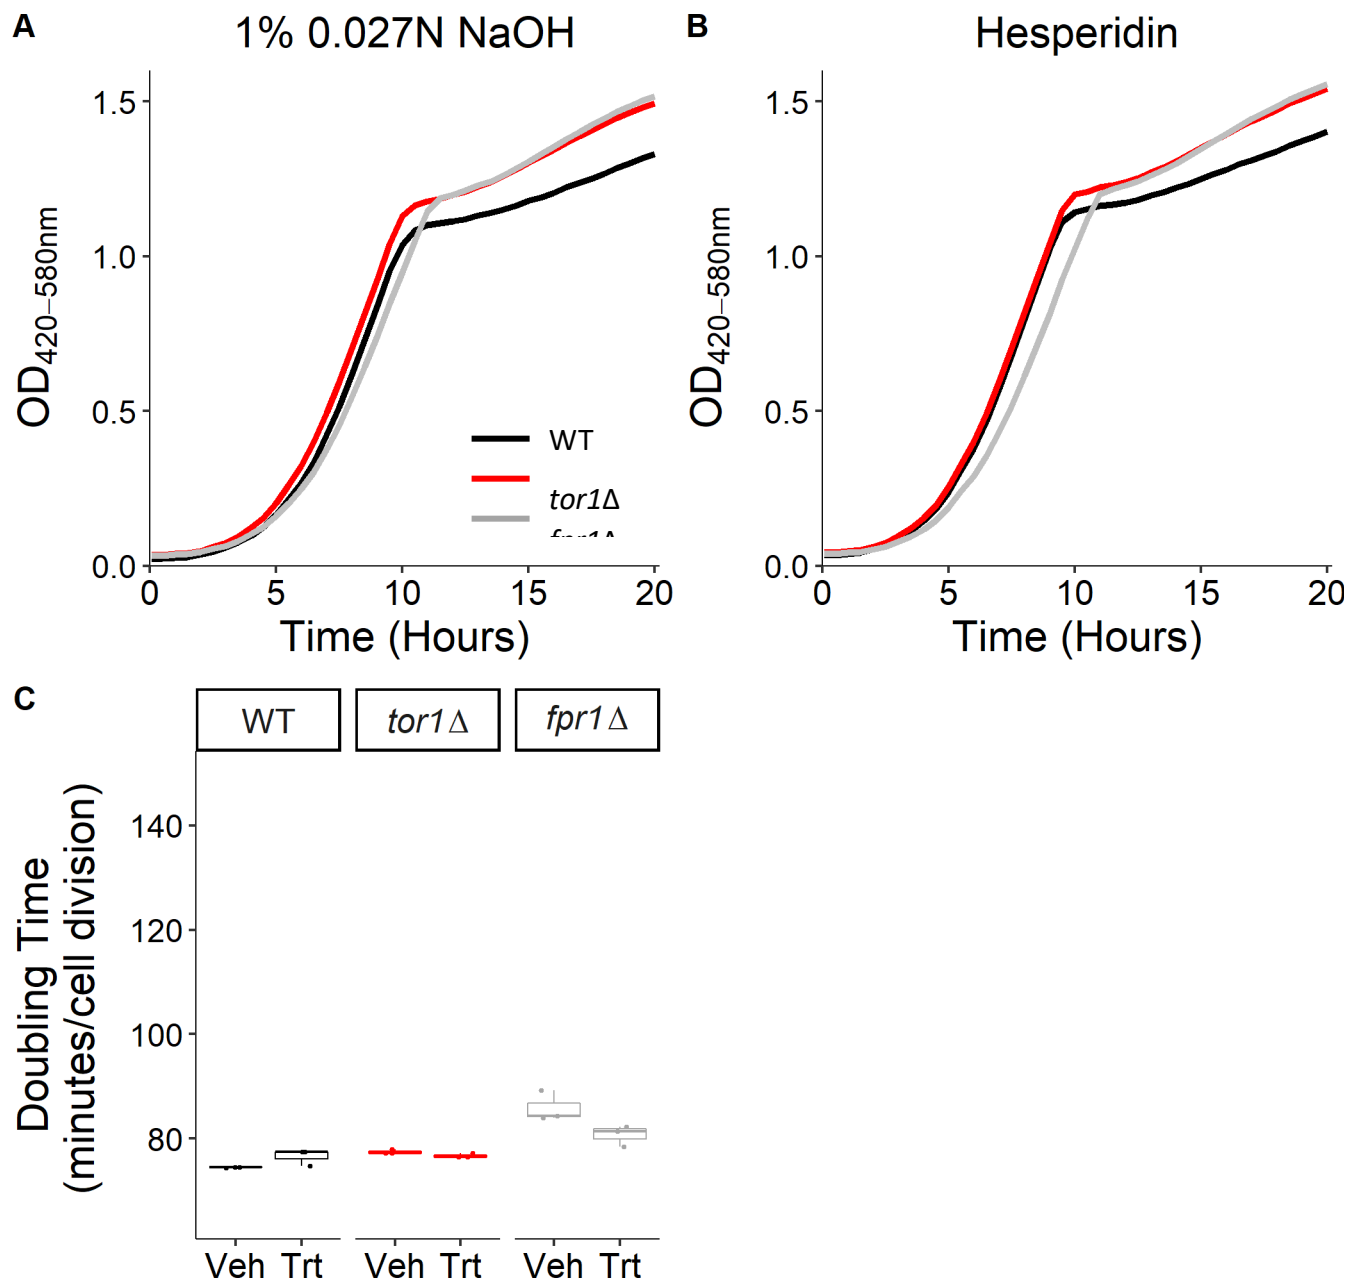 A
1% 0.027N NaOH
1.5
1.0
0.5
0.0
OD420−580nm
WT
tor1Δ
0
5
10
15
20
Time (Hours)
B
Hesperidin
1.5
1.0
0.5
0.0
OD420−580nm
0
5
10
15
20
Time (Hours)
C
WT
tor1Δ
fpr1Δ
Doubling Time
(minutes/cell division)
140
120
100
80
Veh Trt
Veh Trt
Veh Trt